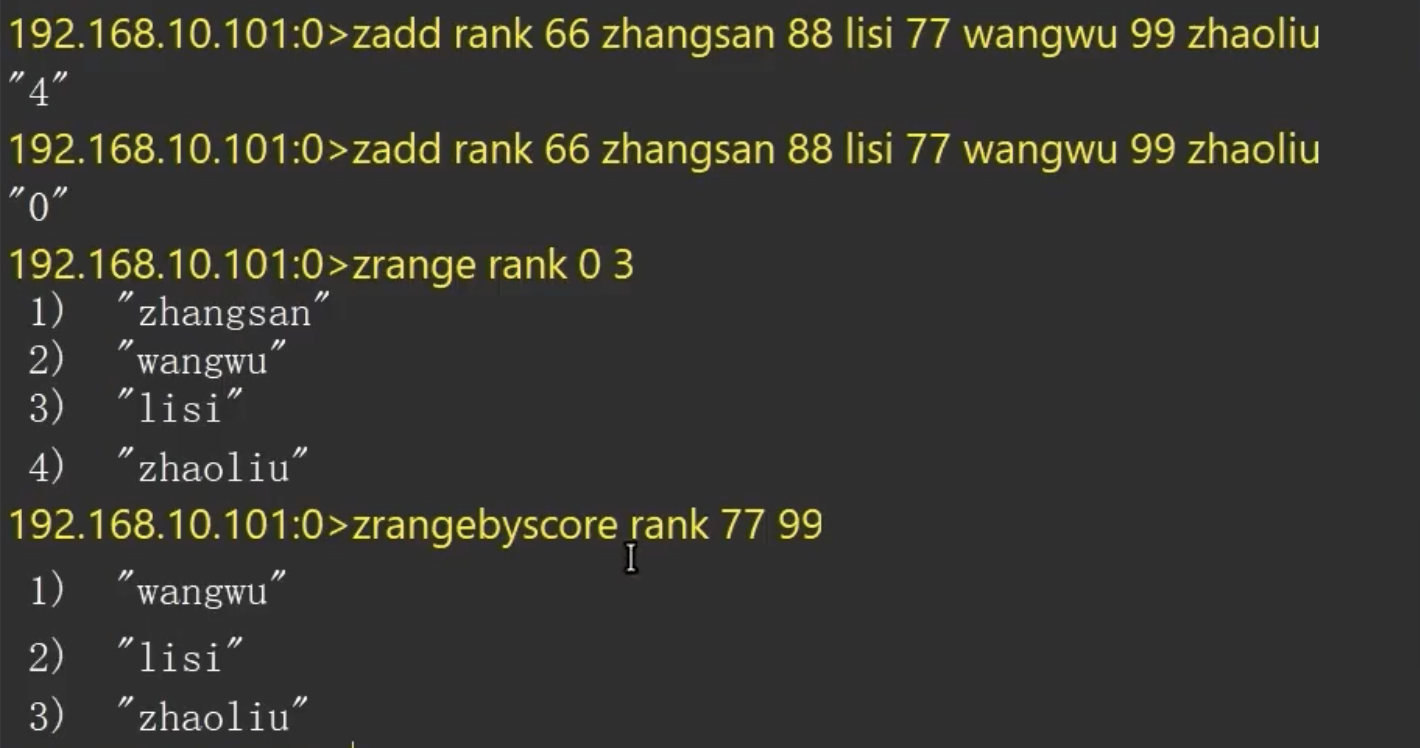 192.168.10.101:0>zadd rank 66 zhangsan 88 lisi 77 wangwu 99 zhaoliu
"4"
192.168.10.101:0>zadd rank 66 zhangsan 88 lisi 77 wangwu 99 zhaoliu
"0"
192.168.10.101:0>zrange rank 0 3
1) "zhangsan"
2) "wangwu"
3) "lisi"
4) "zhaoliu"
192.168.10.101:0>zrangebyscore rank 77 99
1) "wangwu"
2) "lisi"
3) "zhaoliu"